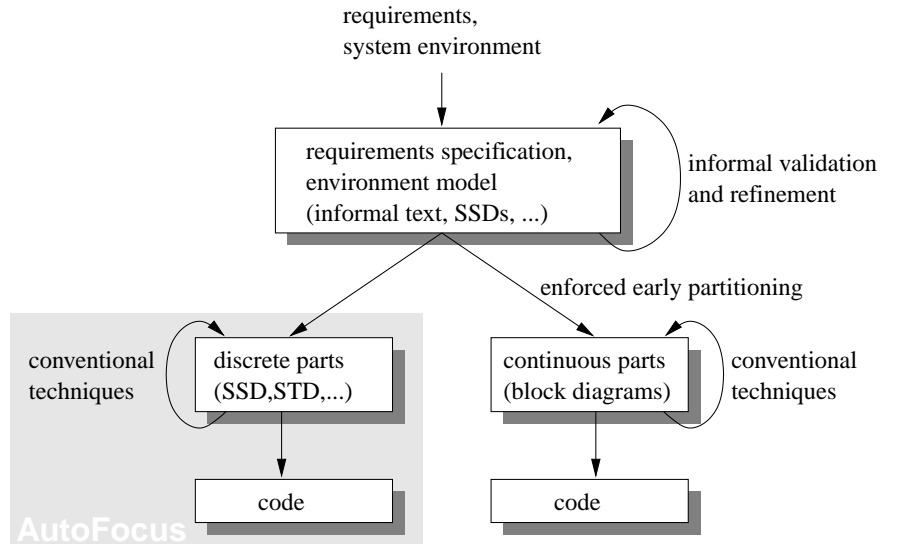 requirements,
system environment
requirements specification,
environment model
(informal text, SSDs, ...)
informal validation
and refinement
enforced early partitioning
conventional
techniques
discrete parts
(SSD,STD,...)
continuous parts
(block diagrams)
conventional
techniques
code
code
AutoFocus